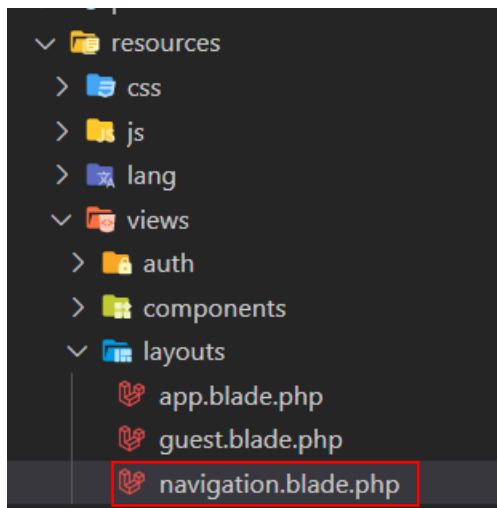 resources
css
js
lang
views
auth
components
layouts
app.blade.php
guest.blade.php
navigation.blade.php